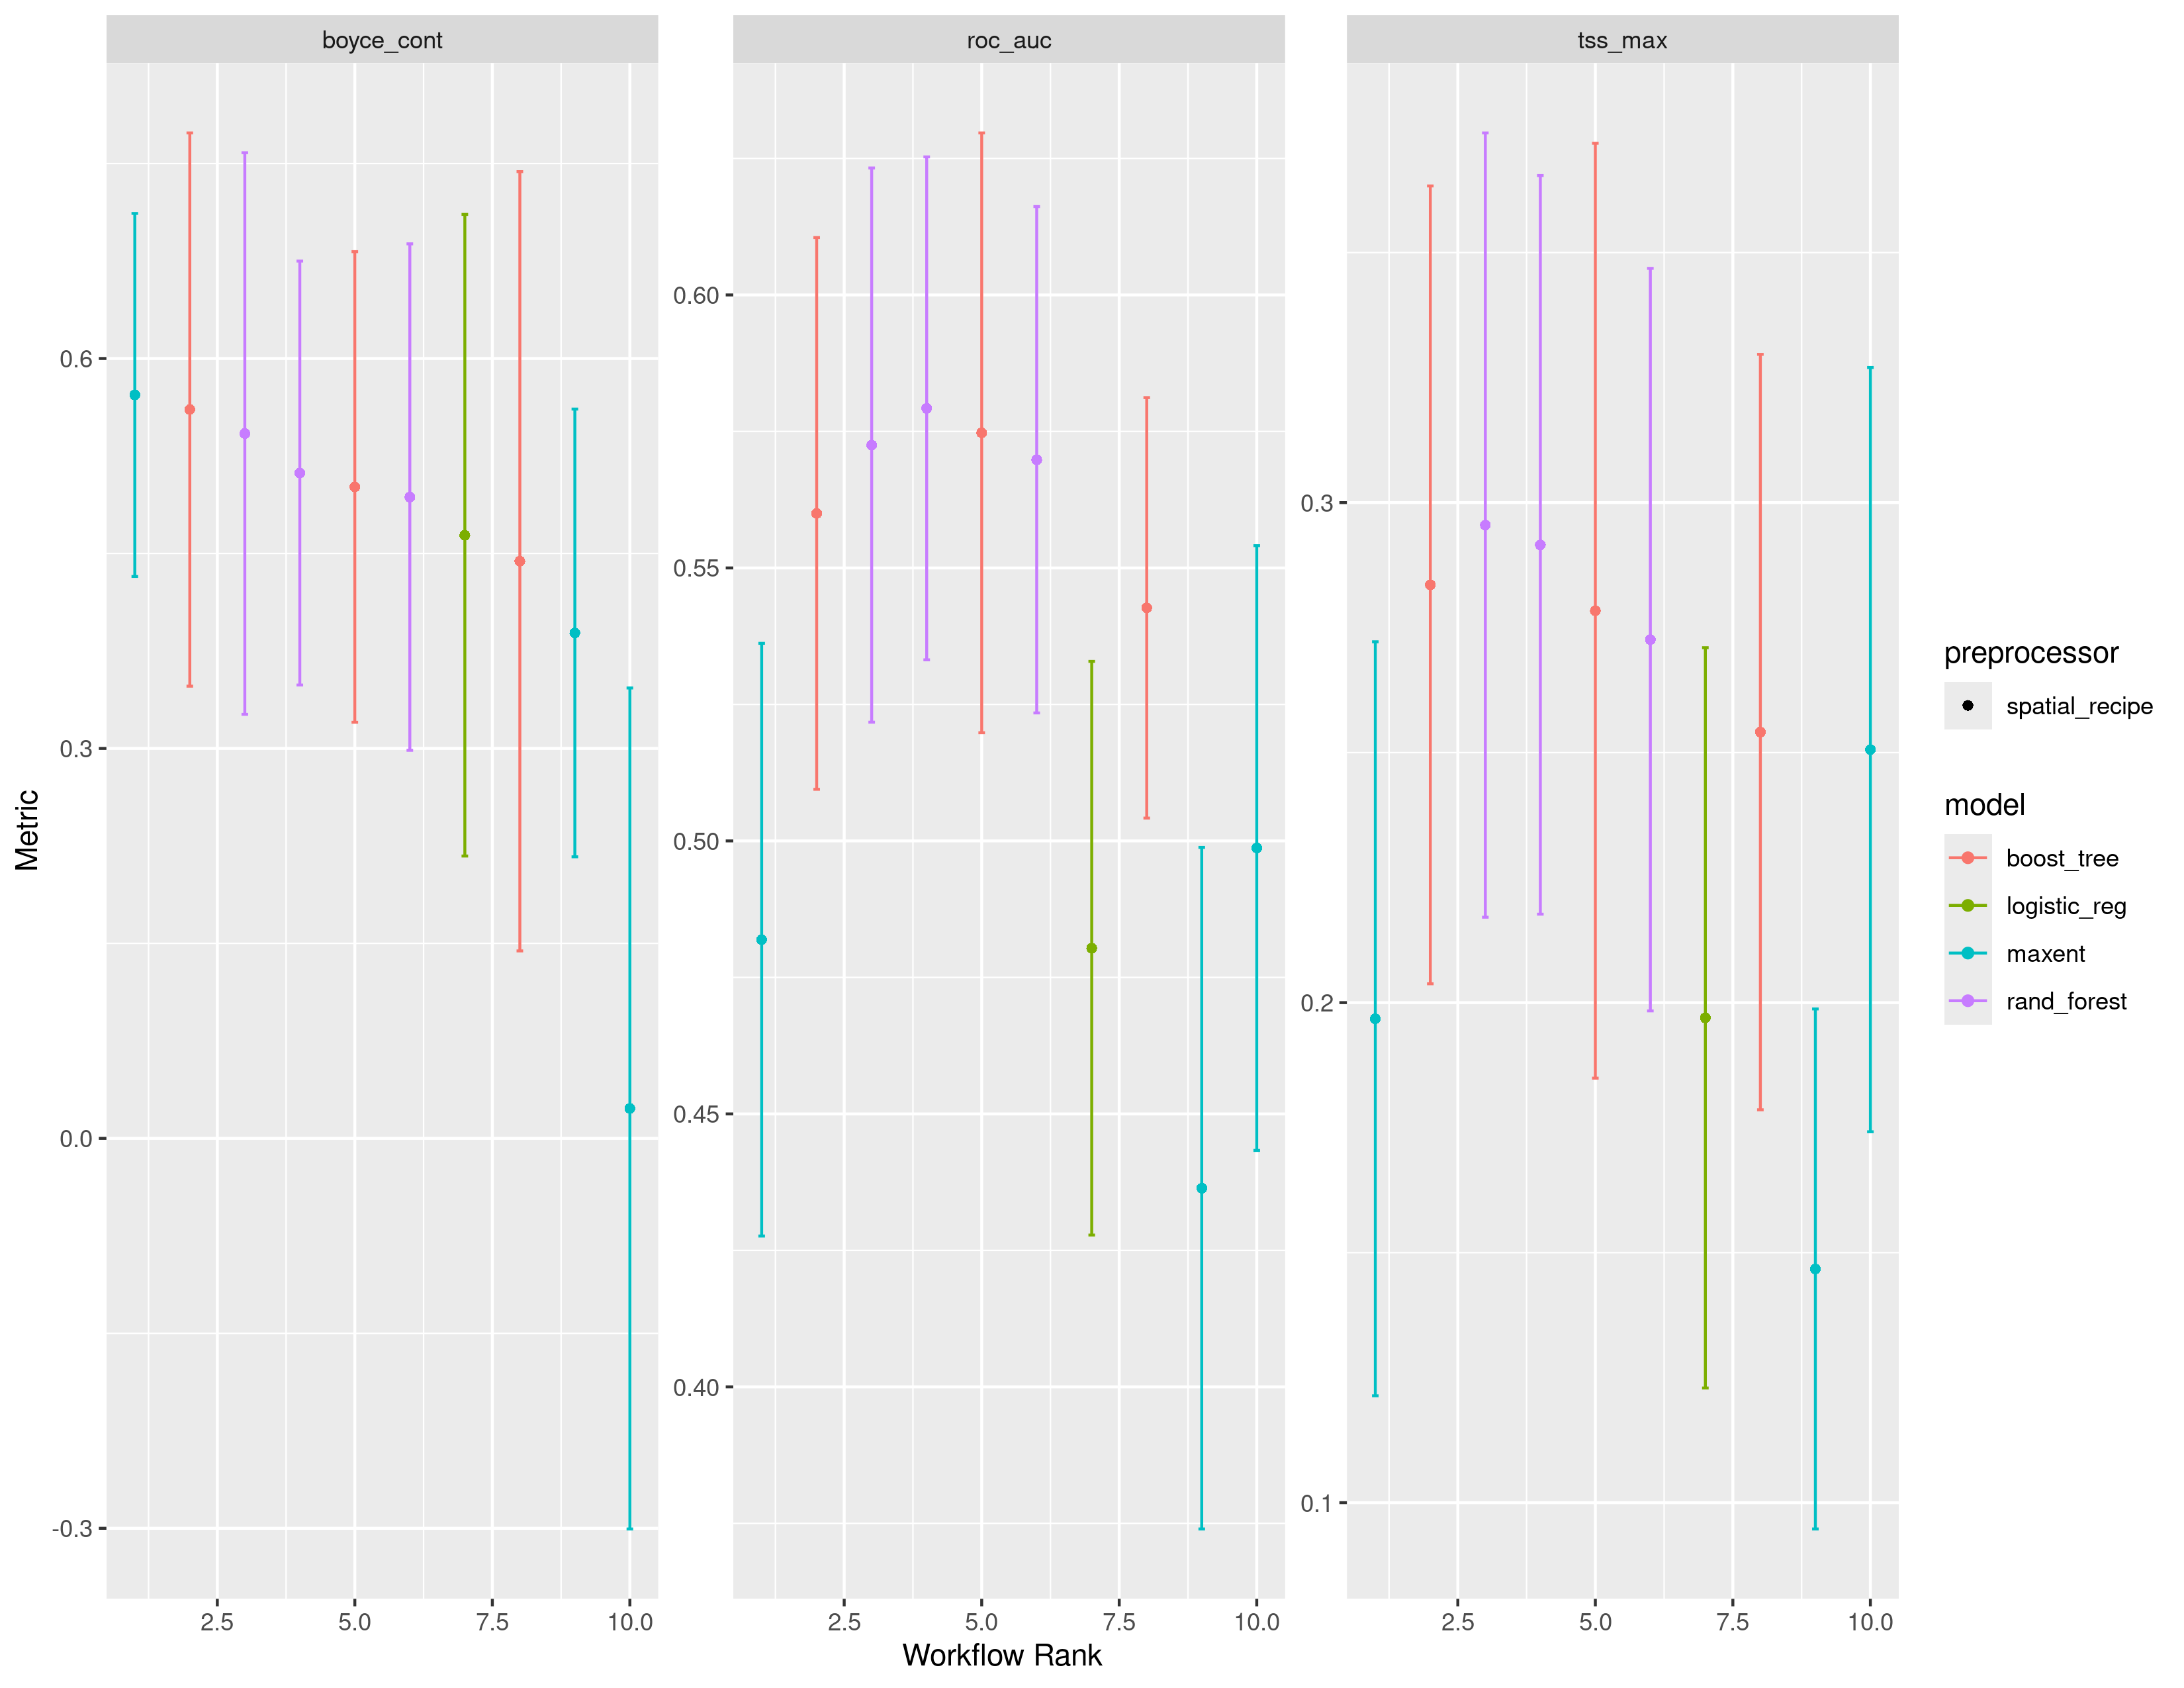 boyce_cont
roc_auc
tss_max
Metric
0.6
0.3
0.0
-0.3
0.60
0.55
0.50
0.45
0.40
0.3
0.2
0.1
2.5 5.0 7.5 10.0
2.5 5.0 7.5 10.0
2.5 5.0 7.5 10.0
Workflow Rank
preprocessor
spatial_recipe
model
boost_tree
logistic_reg
maxent
rand_forest